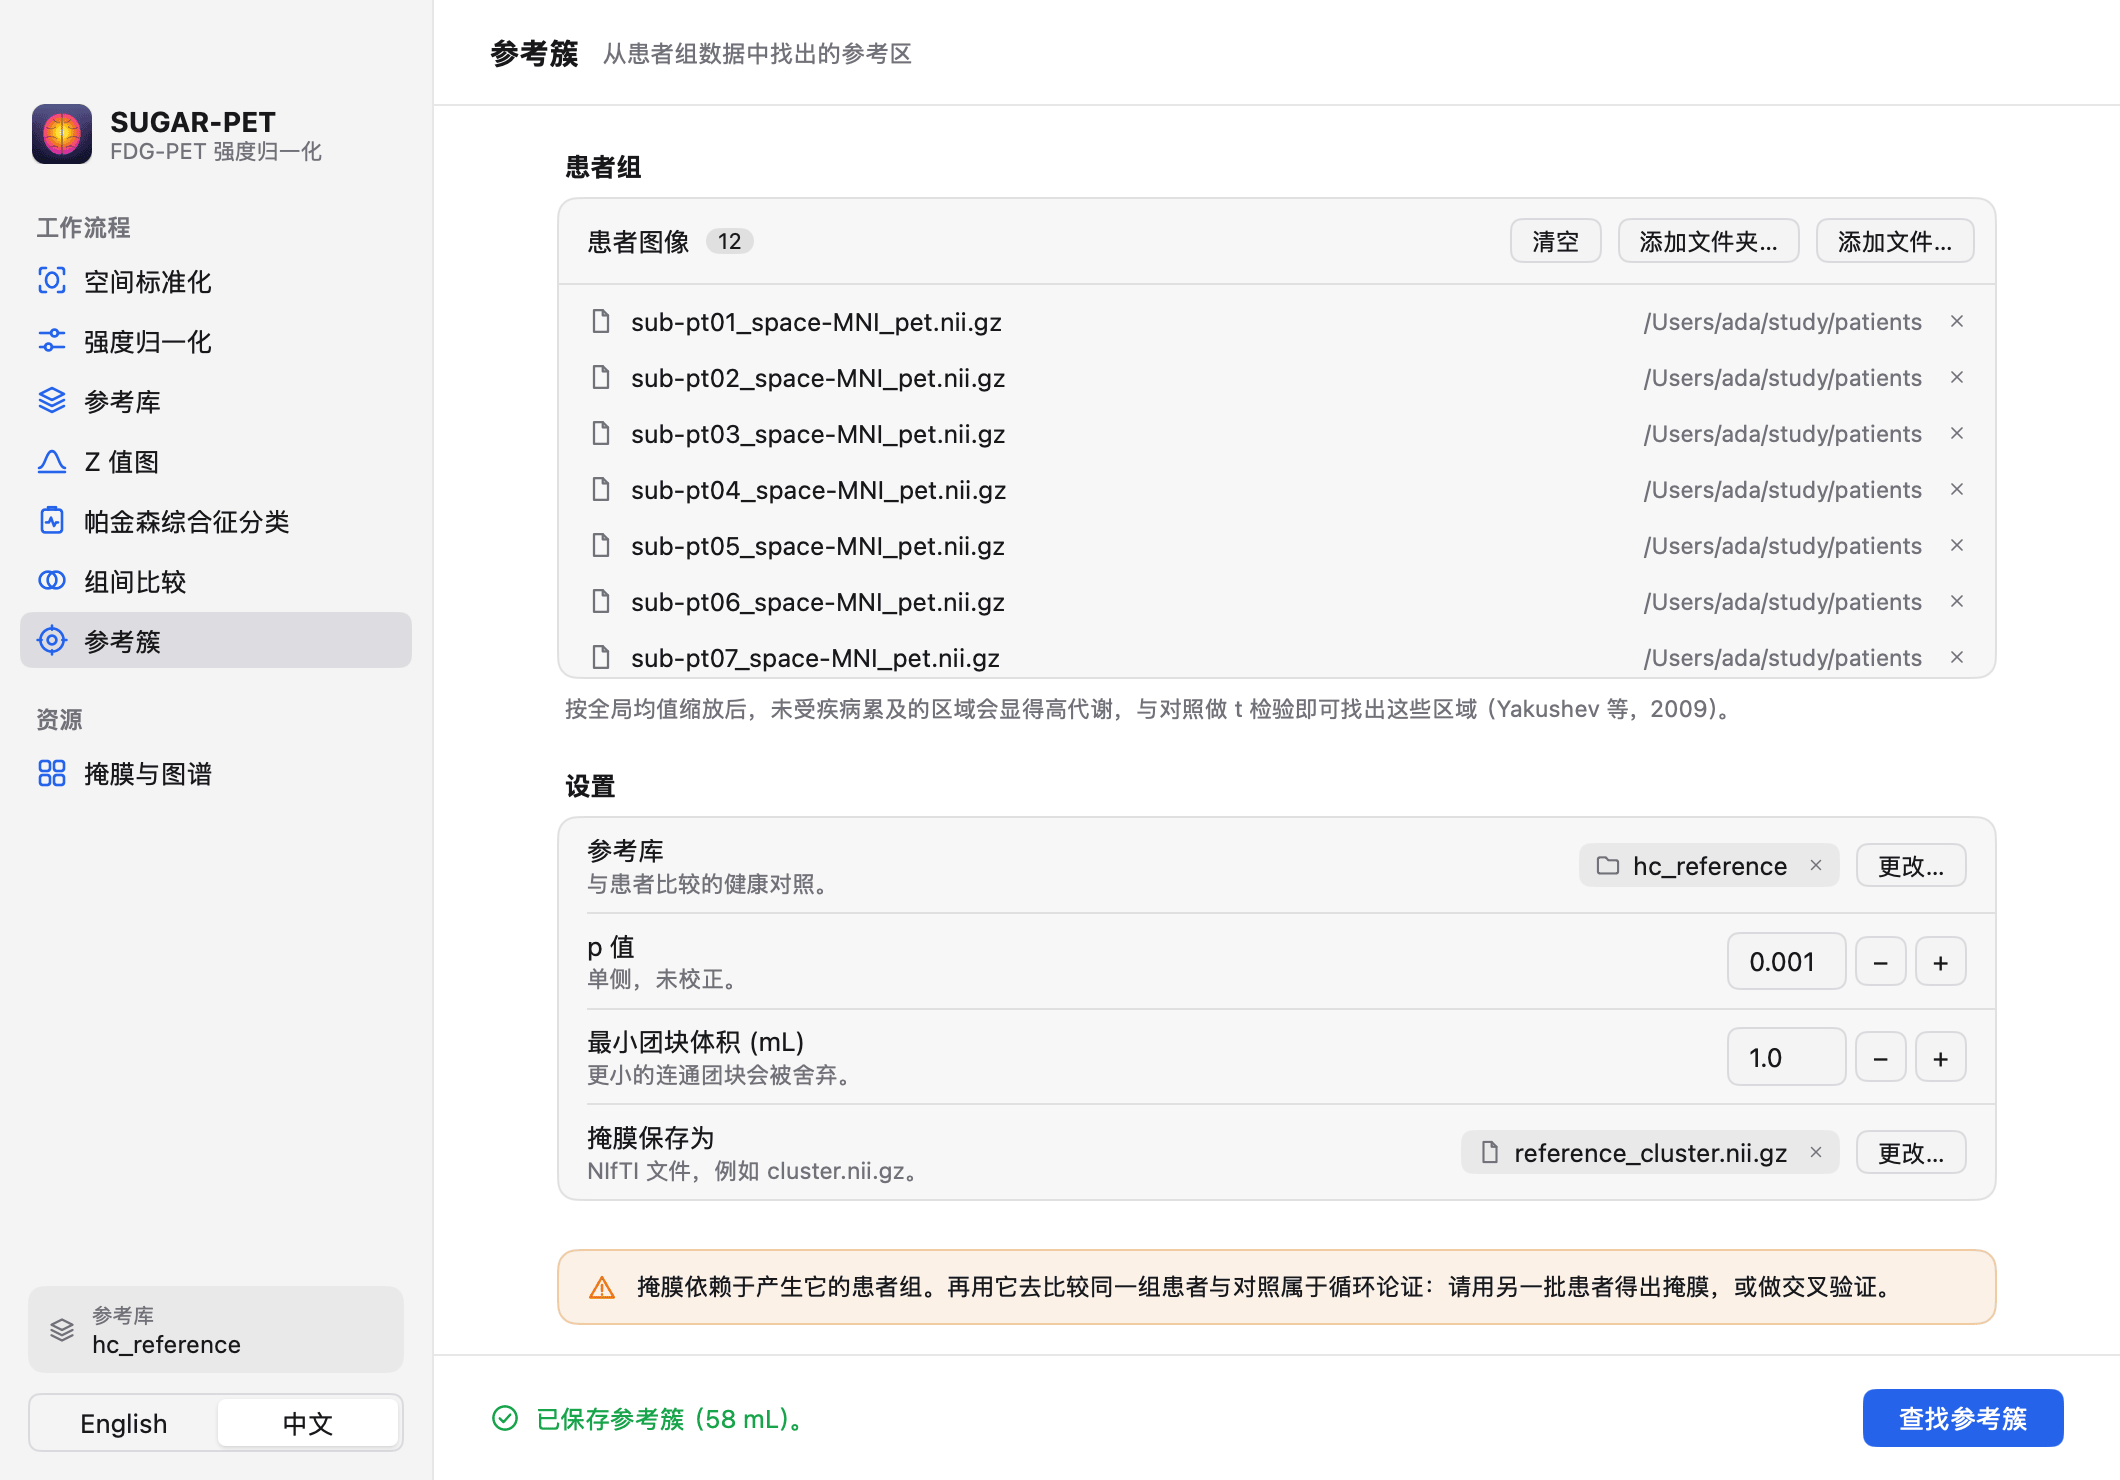 参考簇 从患者组数据中找出的参考区
SUGAR-PET
FDG-PET 强度归一化
工作流程
空间标准化
强度归一化
参考库
Z 值图
帕金森综合征分类
组间比较
参考簇
资源
掩膜与图谱
参考库
hc_reference
English 中文
患者组
患者图像 12 清空 添加文件夹... 添加文件...
sub-pt01_space-MNI_pet.nii.gz /Users/ada/study/patients ×
sub-pt02_space-MNI_pet.nii.gz /Users/ada/study/patients ×
sub-pt03_space-MNI_pet.nii.gz /Users/ada/study/patients ×
sub-pt04_space-MNI_pet.nii.gz /Users/ada/study/patients ×
sub-pt05_space-MNI_pet.nii.gz /Users/ada/study/patients ×
sub-pt06_space-MNI_pet.nii.gz /Users/ada/study/patients ×
sub-pt07_space-MNI_pet.nii.gz /Users/ada/study/patients ×
按全局均值缩放后，未受疾病累及的区域会显得高代谢，与对照做 t 检验即可找出这些区域（Yakushev 等，2009）。
设置
参考库
与患者比较的健康对照。
hc_reference × 更改...
p 值
单侧，未校正。
0.001 − +
最小团块体积 (mL)
更小的连通团块会被舍弃。
1.0 − +
掩膜保存为
NIfTI 文件，例如 cluster.nii.gz。
reference_cluster.nii.gz × 更改...
掩膜依赖于产生它的患者组。再用它去比较同一组患者与对照属于循环论证：请用另一批患者得出掩膜，或做交叉验证。
已保存参考簇（58 mL）。
查找参考簇